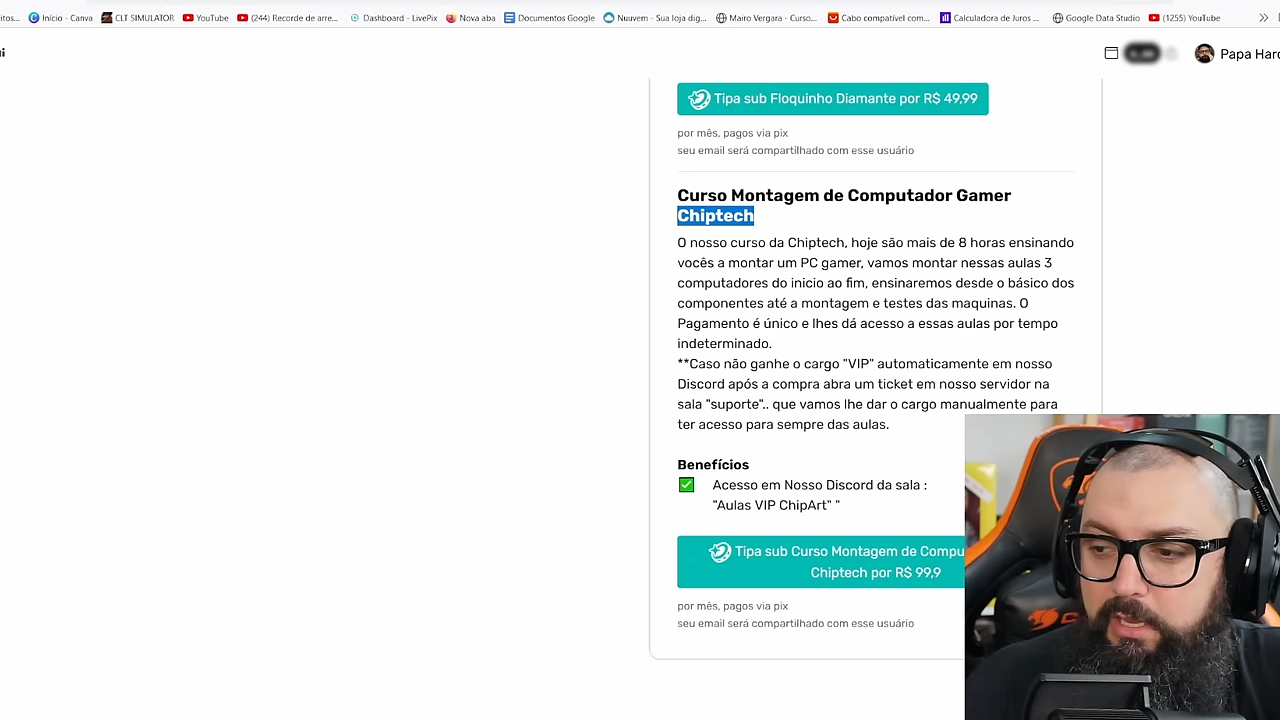 itos...
Início - Canva
CLT SIMULATOR
YouTube
(244) Recorde de arre...
Dashboard - LivePix
Nova aba
Documentos Google
Nuuvem - Sua loja dig...
Mairo Vergara - Curso...
Cabo compatível com...
Calculadora de Juros ...
Google Data Studio
(1255) YouTube
Papa Hard
Tipa sub Floquinho Diamante por R$ 49,99
por mês, pagos via pix
seu email será compartilhado com esse usuário
Curso Montagem de Computador Gamer
Chiptech
O nosso curso da Chiptech, hoje são mais de 8 horas ensinando
vocês a montar um PC gamer, vamos montar nessas aulas 3
computadores do inicio ao fim, ensinaremos desde o básico dos
componentes até a montagem e testes das maquinas. O
Pagamento é único e lhes dá acesso a essas aulas por tempo
indeterminado.
**Caso não ganhe o cargo "VIP" automaticamente em nosso
Discord após a compra abra um ticket em nosso servidor na
sala "suporte".. que vamos lhe dar o cargo manualmente para
ter acesso para sempre das aulas.
Benefícios
Acesso em Nosso Discord da sala :
"Aulas VIP ChipArt" "
Tipa sub Curso Montagem de Compu
Chiptech por R$ 99,9
por mês, pagos via pix
seu email será compartilhado com esse usuário